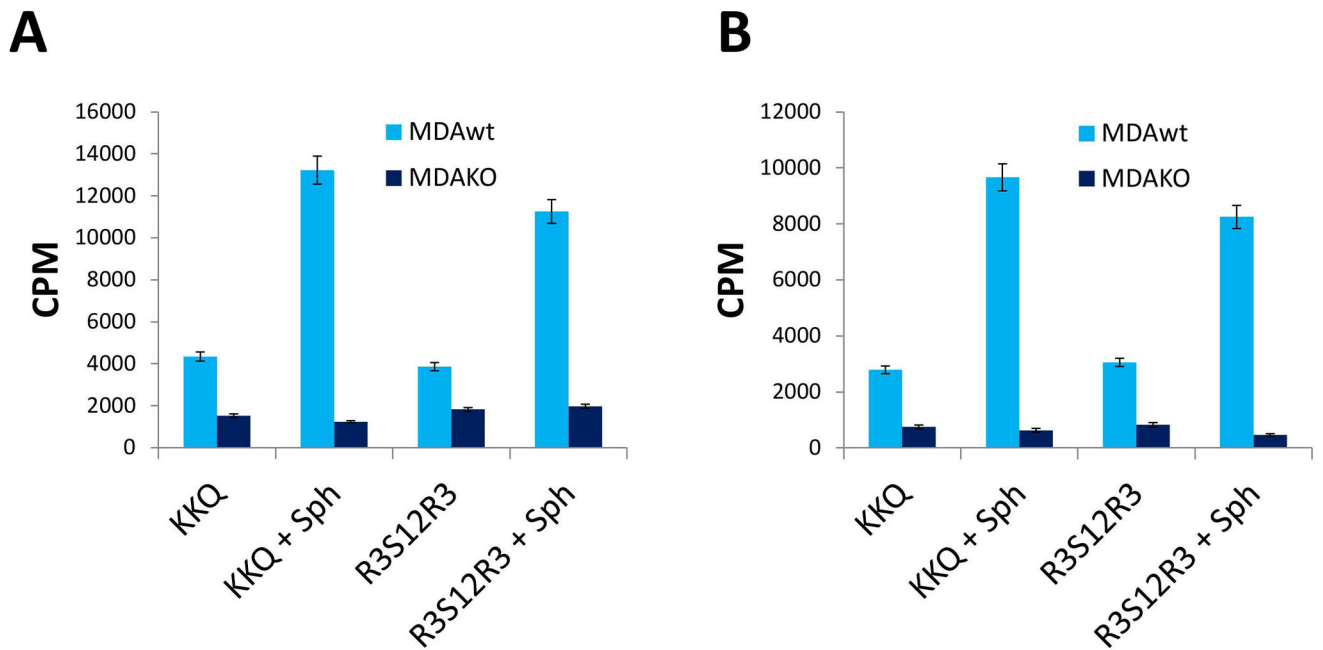 A
16000
14000
12000
10000
8000
6000
4000
2000
0
CPM
MDAwt
MDAKO
KKQ
KKQ + Sph
R3S12R3
R3S12R3 + Sph
B
12000
10000
8000
6000
4000
2000
0
CPM
MDAwt
MDAKO
KKQ
KKQ + Sph
R3S12R3
R3S12R3 + Sph